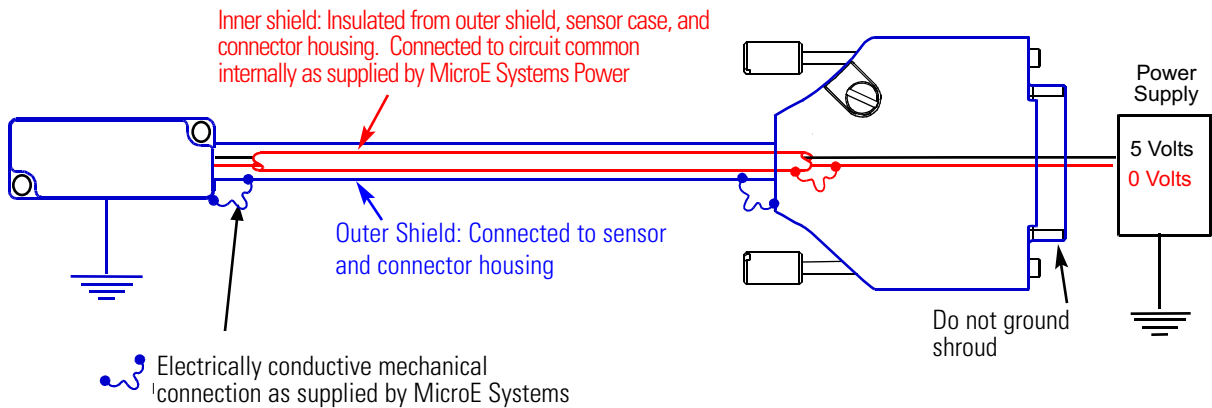 Inner shield: Insulated from outer shield, sensor case, and
connector housing. Connected to circuit common
internally as supplied by MicroE Systems Power
Power
Supply
5 Volts
0 Volts
Outer Shield: Connected to sensor
and connector housing
Do not ground
shroud
Electrically conductive mechanical
connection as supplied by MicroE Systems